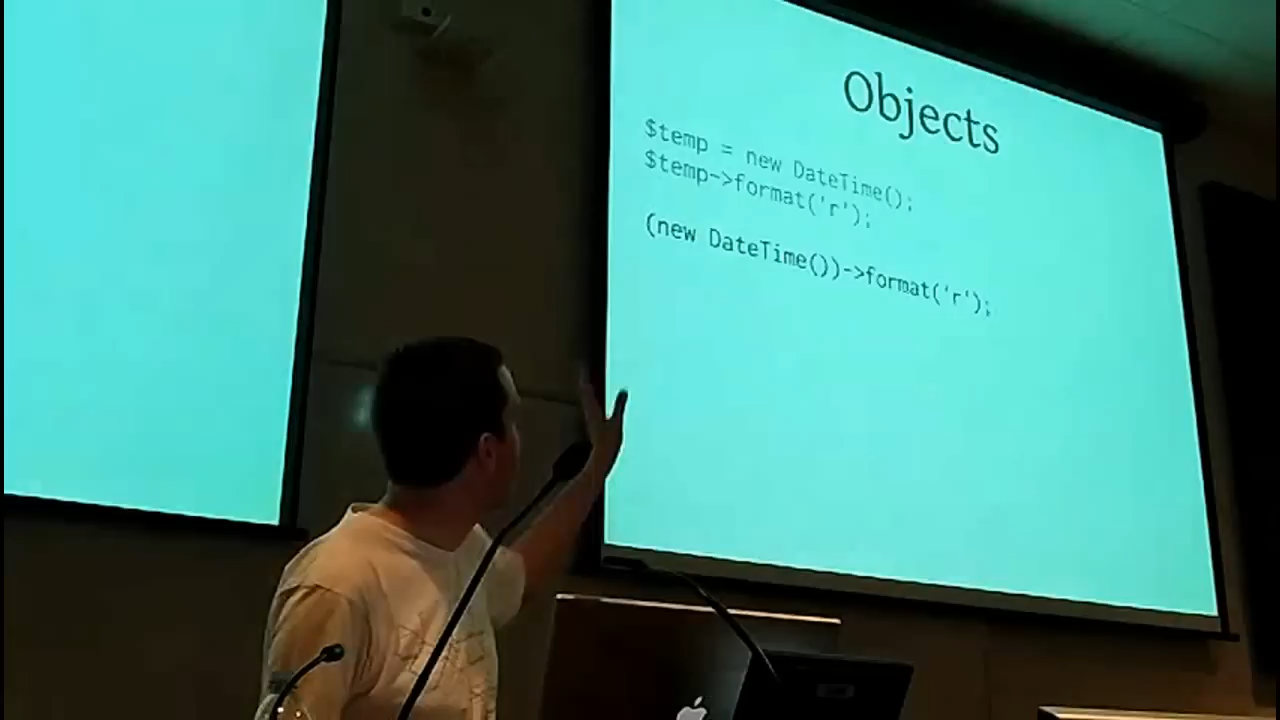 Objects
$temp = new DateTime();
$temp->format('r');
(new DateTime())->format('r');